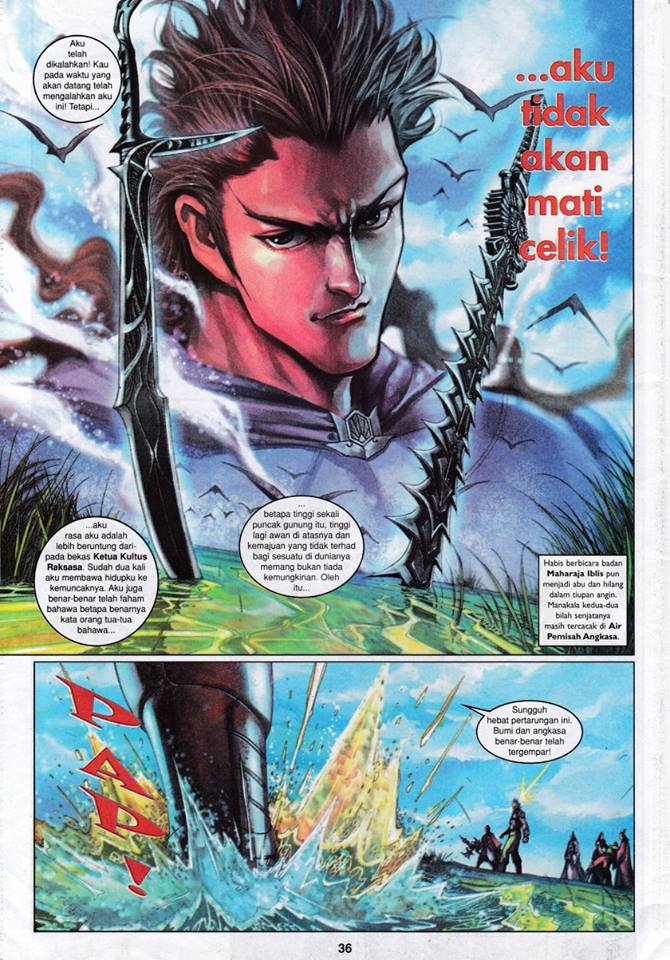 Aku
telah
dikalahkan! Kau
pada waktu yang
akan datang telah
mengalahkan aku
ini! Tetapi...
...aku
rasa aku adalah
lebih beruntung dari-
pada bekas Ketua Kultus
Raksasa. Sudah dua kali
aku membawa hidupku ke
kemuncaknya. Aku juga
benar-benar telah faham
bahawa betapa benarnya
kata orang tua-tua
bahawa...
...
betapa tinggi sekali
puncak gunung itu, tinggi
lagi awan di atasnya dan
kemajuan yang tidak terhad
bagi sesuatu di dunianya
memang bukan tiada
kemungkinan. Oleh
itu...
...aku
tidak
akan
mati
celik!
Habis berbicara badan
Maharaja Iblis pun
menjadi abu dan hilang
dalam tiupan angin.
Manakala kedua-dua
bilah senjatanya
masih tercacak di Air
Pemisah Angkasa.
PAP!
Sungguh
hebat pertarungan ini.
Bumi dan angkasa
benar-benar telah
tergempar!
36